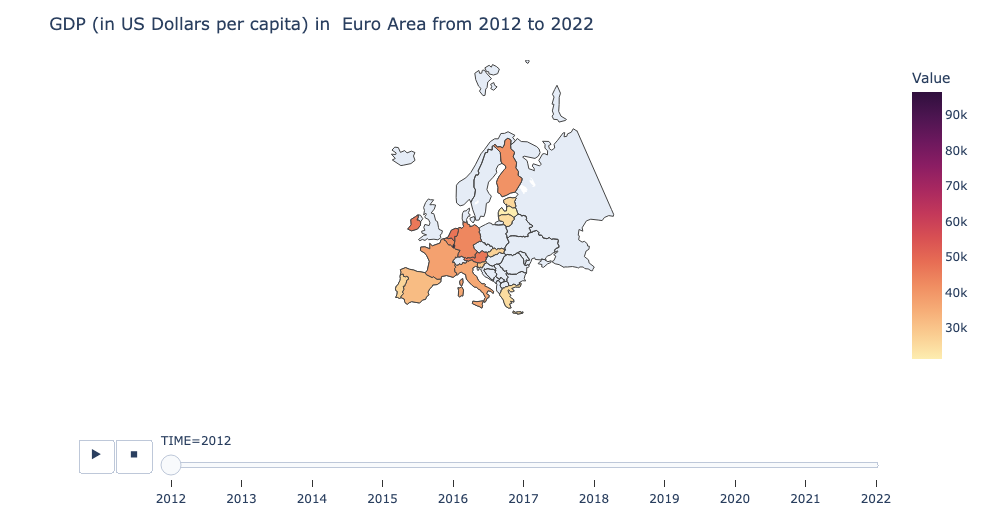 GDP (in US Dollars per capita) in  Euro Area from 2012 to 2022
Value
90k
80k
70k
60k
50k
40k
30k
TIME=2012
2012 2013 2014 2015 2016 2017 2018 2019 2020 2021 2022